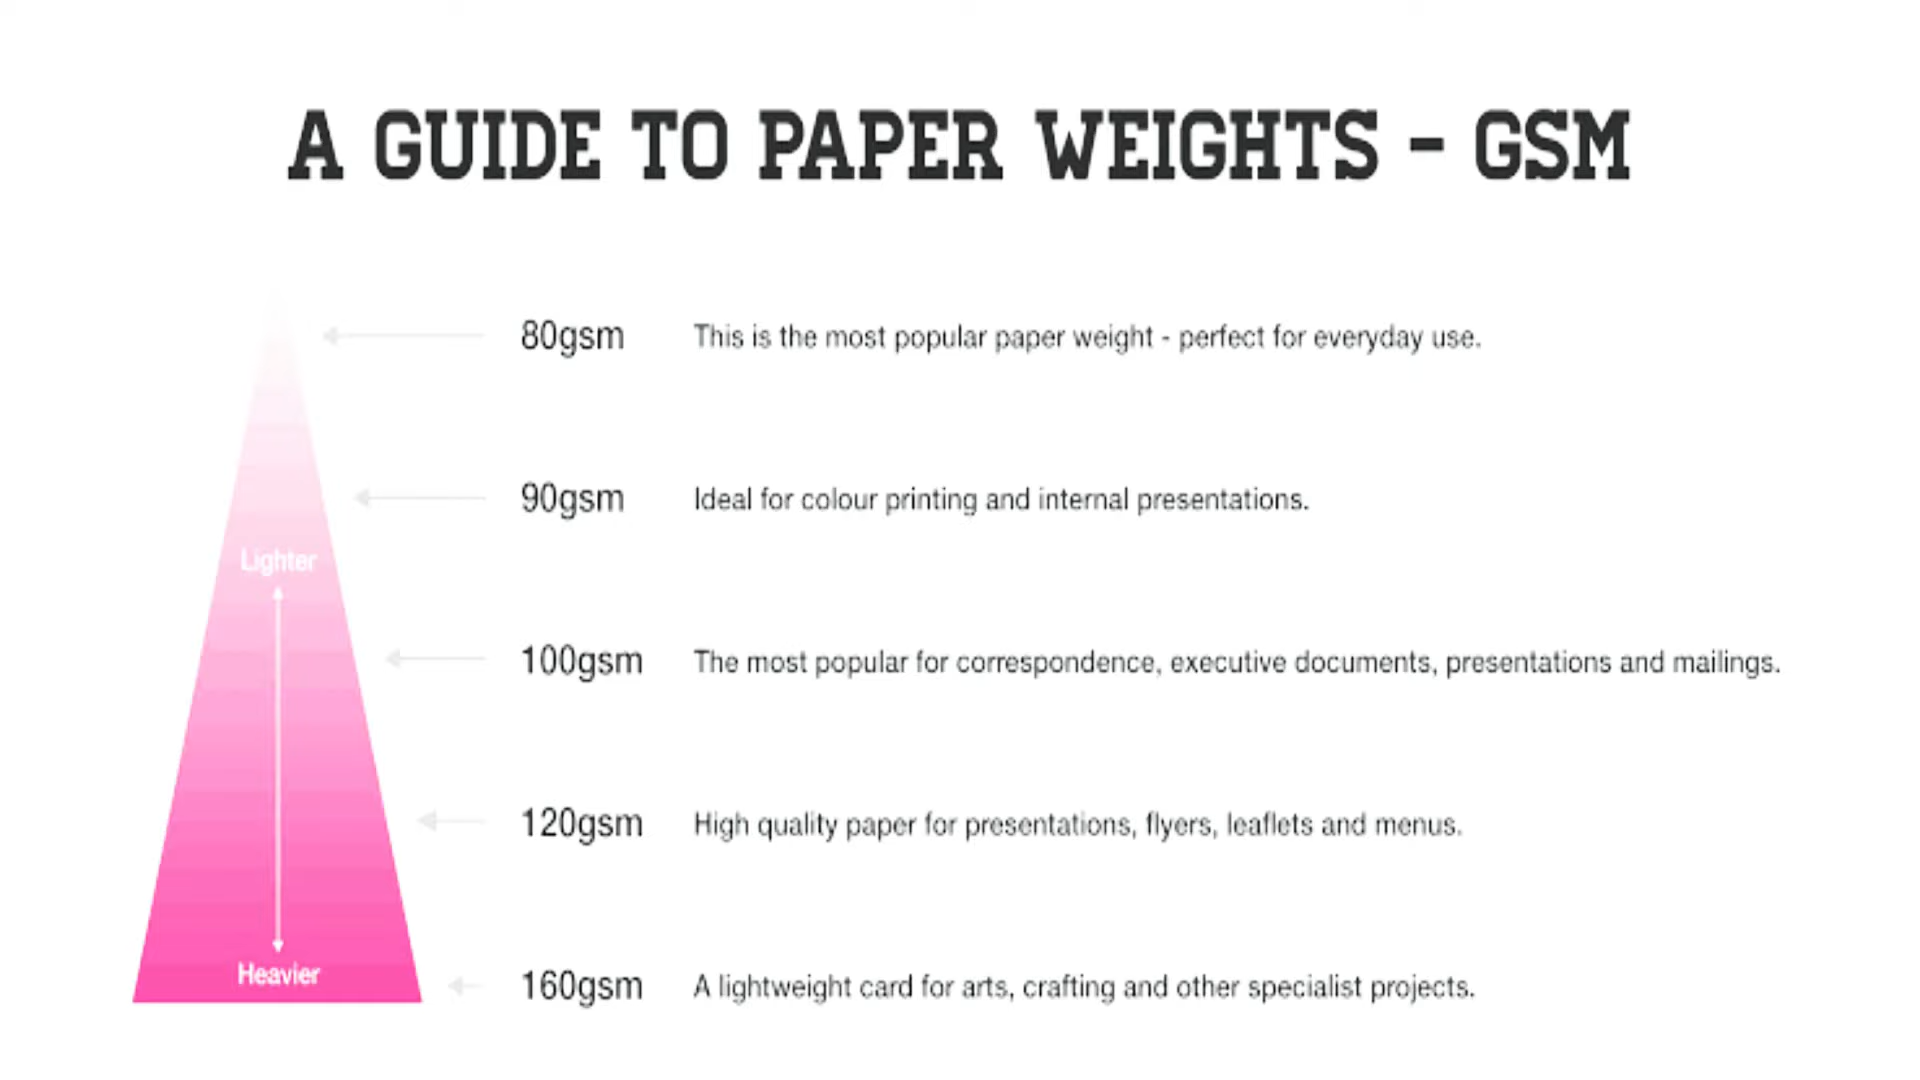 A GUIDE TO PAPER WEIGHTS - GSM
80gsm This is the most popular paper weight - perfect for everyday use.
90gsm Ideal for colour printing and internal presentations.
Lighter
100gsm The most popular for correspondence, executive documents, presentations and mailings.
120gsm High quality paper for presentations, flyers, leaflets and menus.
Heavier
160gsm A lightweight card for arts, crafting and other specialist projects.